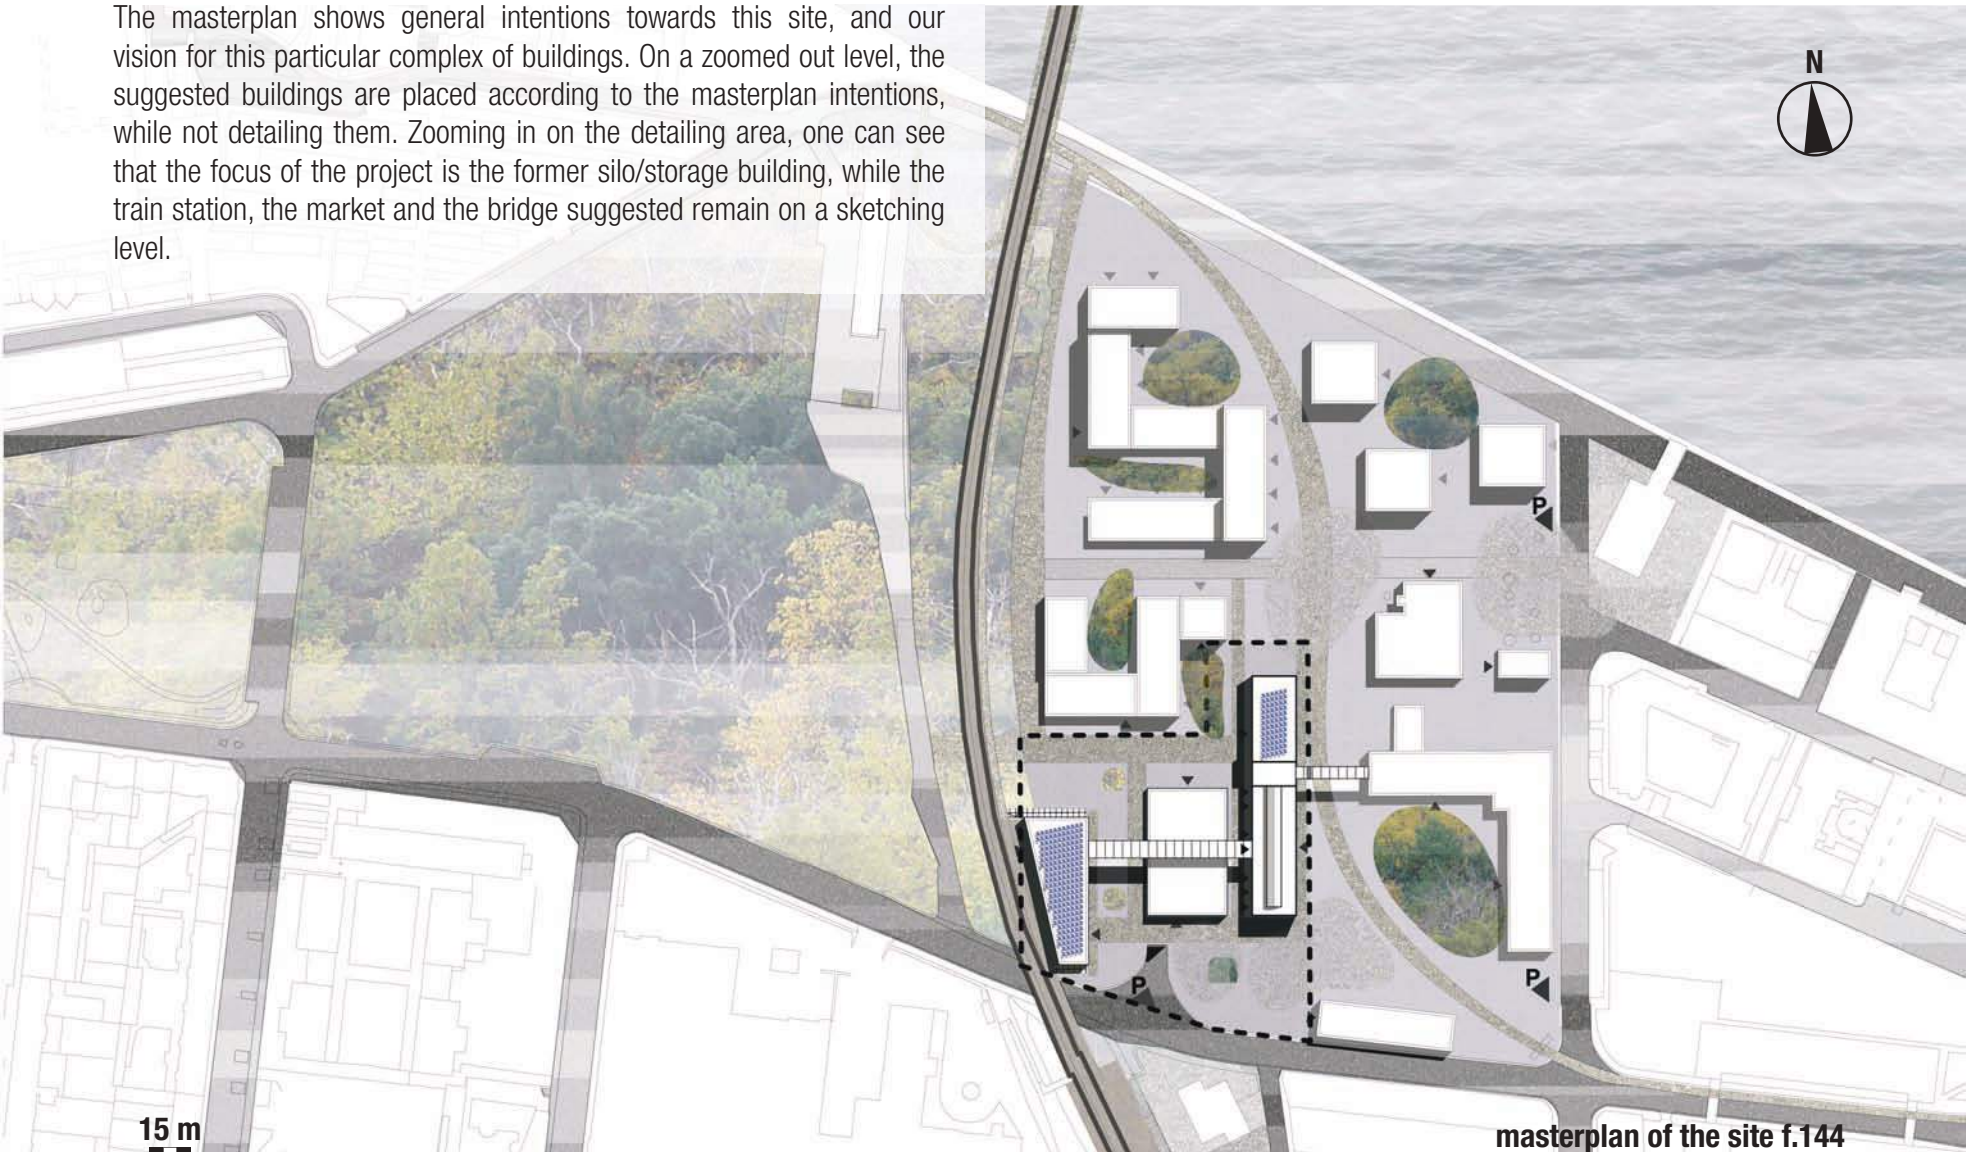 The masterplan shows general intentions towards this site, and our
vision for this particular complex of buildings. On a zoomed out level, the
suggested buildings are placed according to the masterplan intentions,
while not detailing them. Zooming in on the detailing area, one can see
that the focus of the project is the former silo/storage building, while the
train station, the market and the bridge suggested remain on a sketching
level.
N
P
P
P
15 m
masterplan of the site f.144